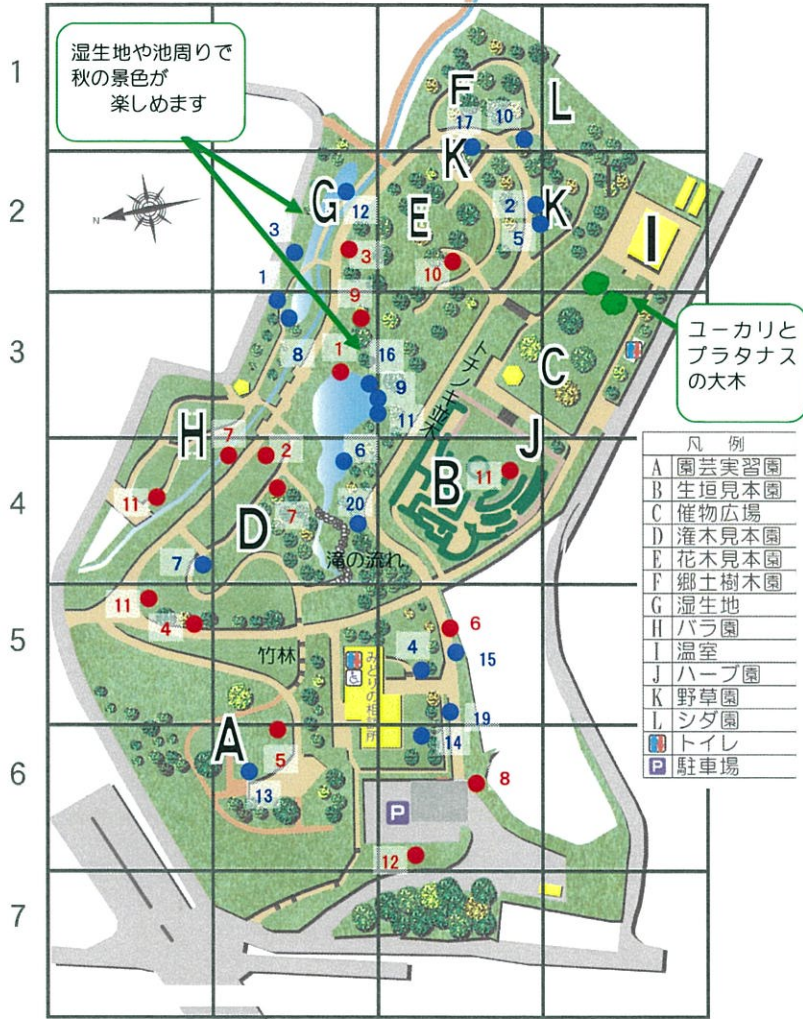 1
湿生地や池周りで
秋の景色が
楽しめます
F
L
17
10
K
2
N
G
12
E
2
K
5
I
3
3
10
1
9
3
8
1
16
9
11
トチノキ並木
C
ユーカリと
プラタナス
の大木
4
H
7
2
6
J
11
B
11
7
D
20
7
滝の流れ
凡 例
A 園芸実習園
B 生垣見本園
C 催物広場
D 潅木見本園
E 花木見本園
F 郷土樹木園
G 湿生地
H バラ園
I 温室
J ハーブ園
K 野草園
L シダ園
トイレ
P 駐車場
5
11
4
竹林
みどりの相談所
4
6
15
19
6
A
5
13
14
8
P
12
7